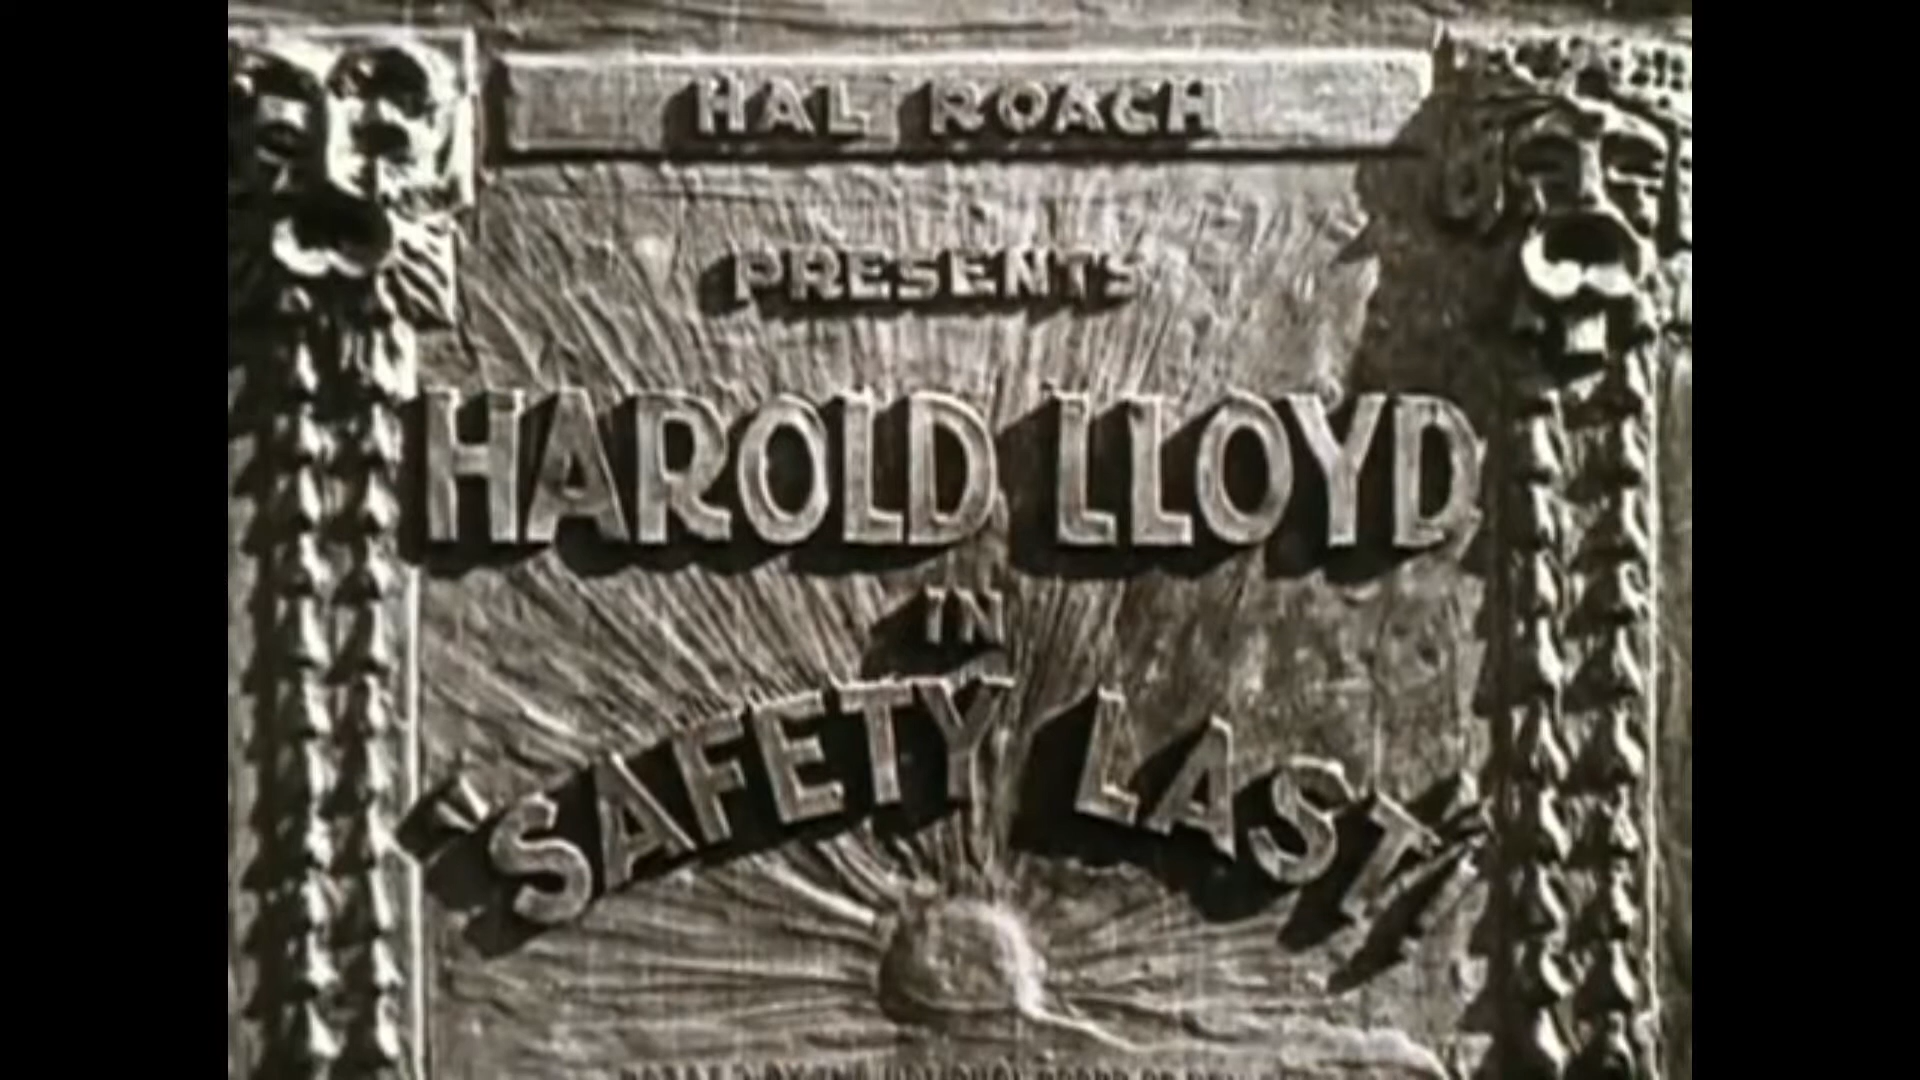 HAL ROACH
PRESENTS
HAROLD LLOYD
IN
"SAFETY LAST"